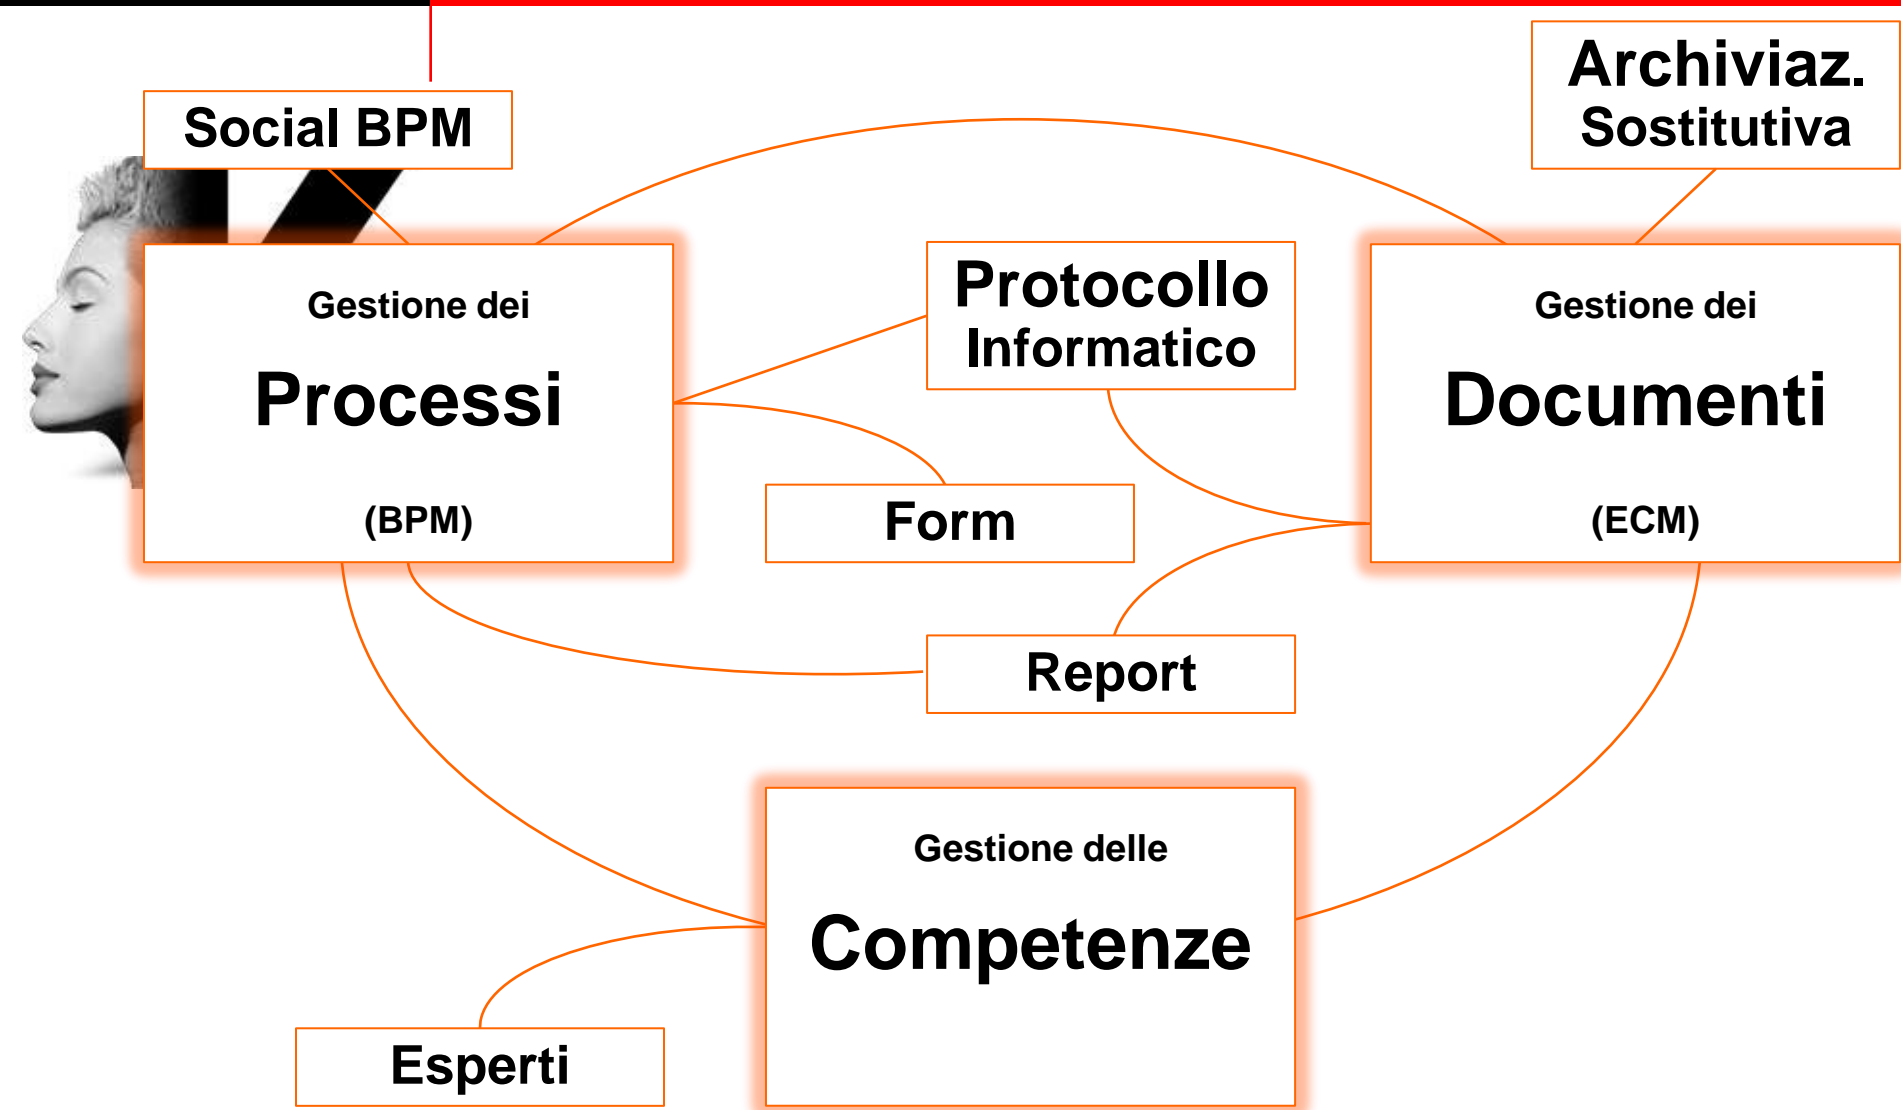 Archiviaz.
Sostitutiva
Social BPM
Gestione dei
Processi
(BPM)
Protocollo
Informatico
Gestione dei
Documenti
(ECM)
Form
Report
Gestione delle
Competenze
Esperti